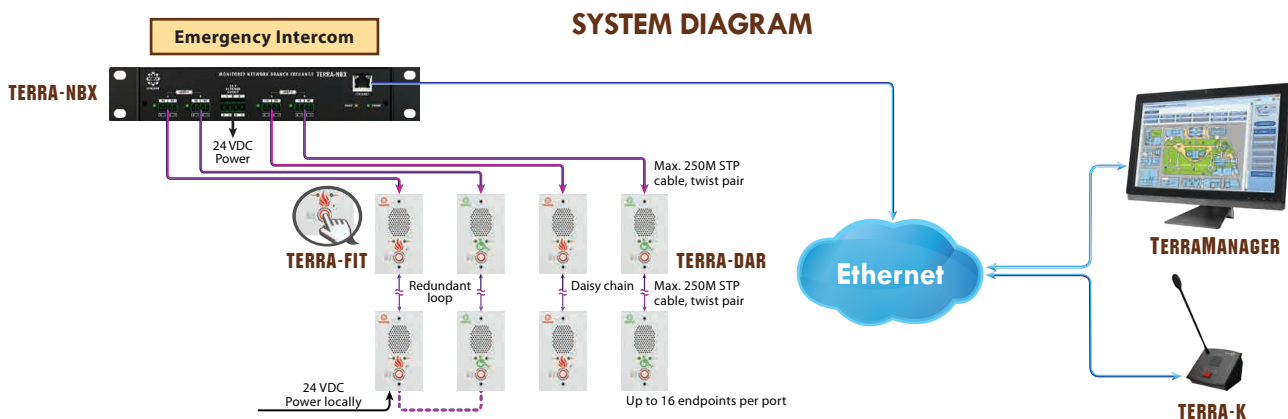 SYSTEM DIAGRAM
Emergency Intercom
TERRA-NBX
MONITORED NETWORK BRANCH EXCHANGE TERRA-NBX
24 VDC
Power
Max. 250M STP
cable, twist pair
TERRA-FIT
TERRA-DAR
Redundant
loop
Daisy chain
Max. 250M STP
cable, twist pair
24 VDC
Power locally
Up to 16 endpoints per port
Ethernet
TERRAMANAGER
TERRA-K